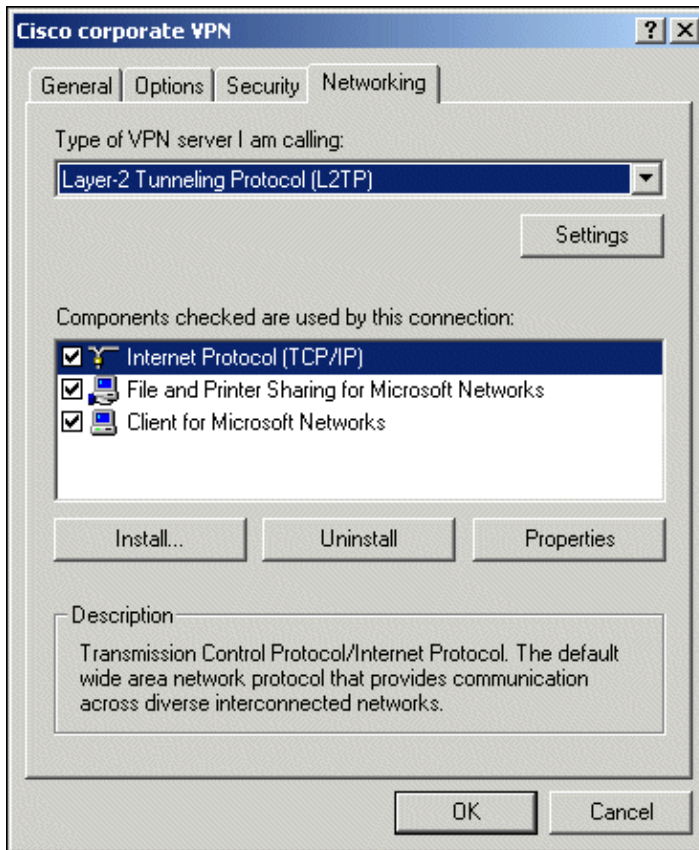 Cisco corporate VPN
General Options Security Networking
Type of VPN server I am calling:
Layer-2 Tunneling Protocol (L2TP)
Settings
Components checked are used by this connection:
Internet Protocol (TCP/IP)
File and Printer Sharing for Microsoft Networks
Client for Microsoft Networks
Install... Uninstall Properties
Description
Transmission Control Protocol/Internet Protocol. The default
wide area network protocol that provides communication
across diverse interconnected networks.
OK Cancel